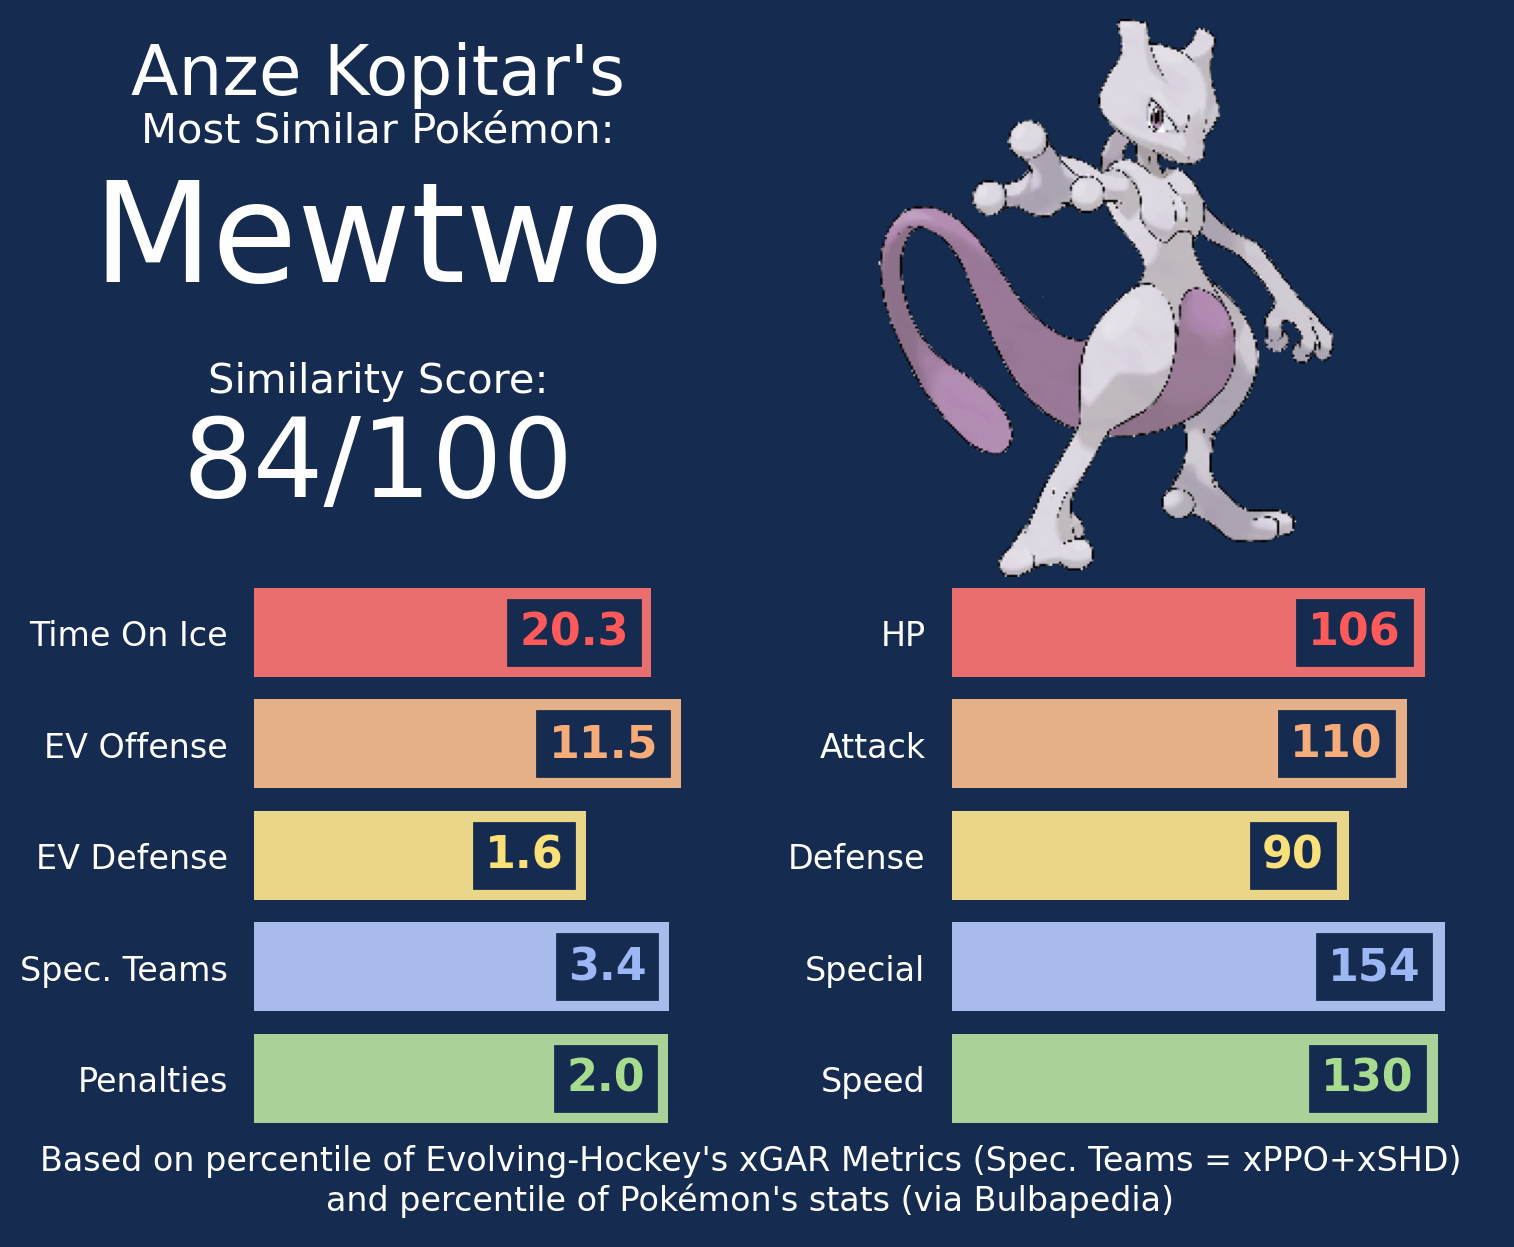 Anze Kopitar's
Most Similar Pokémon:
Mewtwo
Similarity Score:
84/100
Time On Ice 20.3
EV Offense 11.5
EV Defense 1.6
Spec. Teams 3.4
Penalties 2.0
HP 106
Attack 110
Defense 90
Special 154
Speed 130
Based on percentile of Evolving-Hockey's xGAR Metrics (Spec. Teams = xPPO+xSHD)
and percentile of Pokémon's stats (via Bulbapedia)